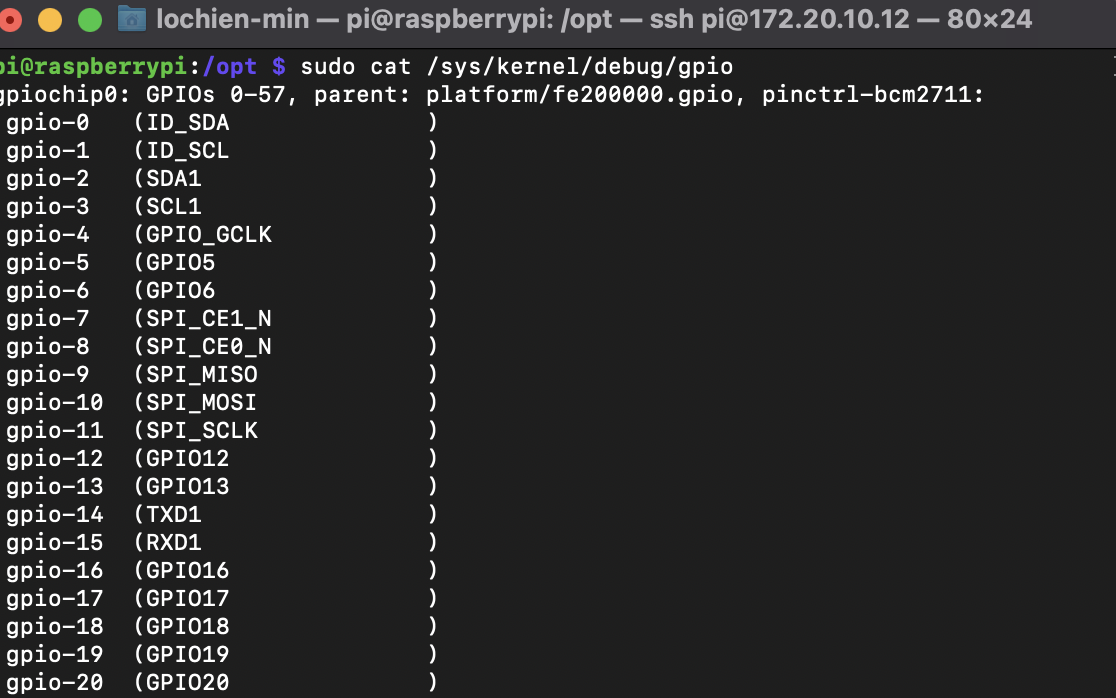 lochien-min — pi@raspberrypi: /opt — ssh pi@172.20.10.12 — 80×24
pi@raspberrypi:/opt $ sudo cat /sys/kernel/debug/gpio
gpiochip0: GPIOs 0-57, parent: platform/fe200000.gpio, pinctrl-bcm2711:
gpio-0   (ID_SDA              )
gpio-1   (ID_SCL              )
gpio-2   (SDA1                )
gpio-3   (SCL1                )
gpio-4   (GPIO_GCLK           )
gpio-5   (GPIO5               )
gpio-6   (GPIO6               )
gpio-7   (SPI_CE1_N           )
gpio-8   (SPI_CE0_N           )
gpio-9   (SPI_MISO            )
gpio-10  (SPI_MOSI            )
gpio-11  (SPI_SCLK            )
gpio-12  (GPIO12              )
gpio-13  (GPIO13              )
gpio-14  (TXD1                )
gpio-15  (RXD1                )
gpio-16  (GPIO16              )
gpio-17  (GPIO17              )
gpio-18  (GPIO18              )
gpio-19  (GPIO19              )
gpio-20  (GPIO20              )